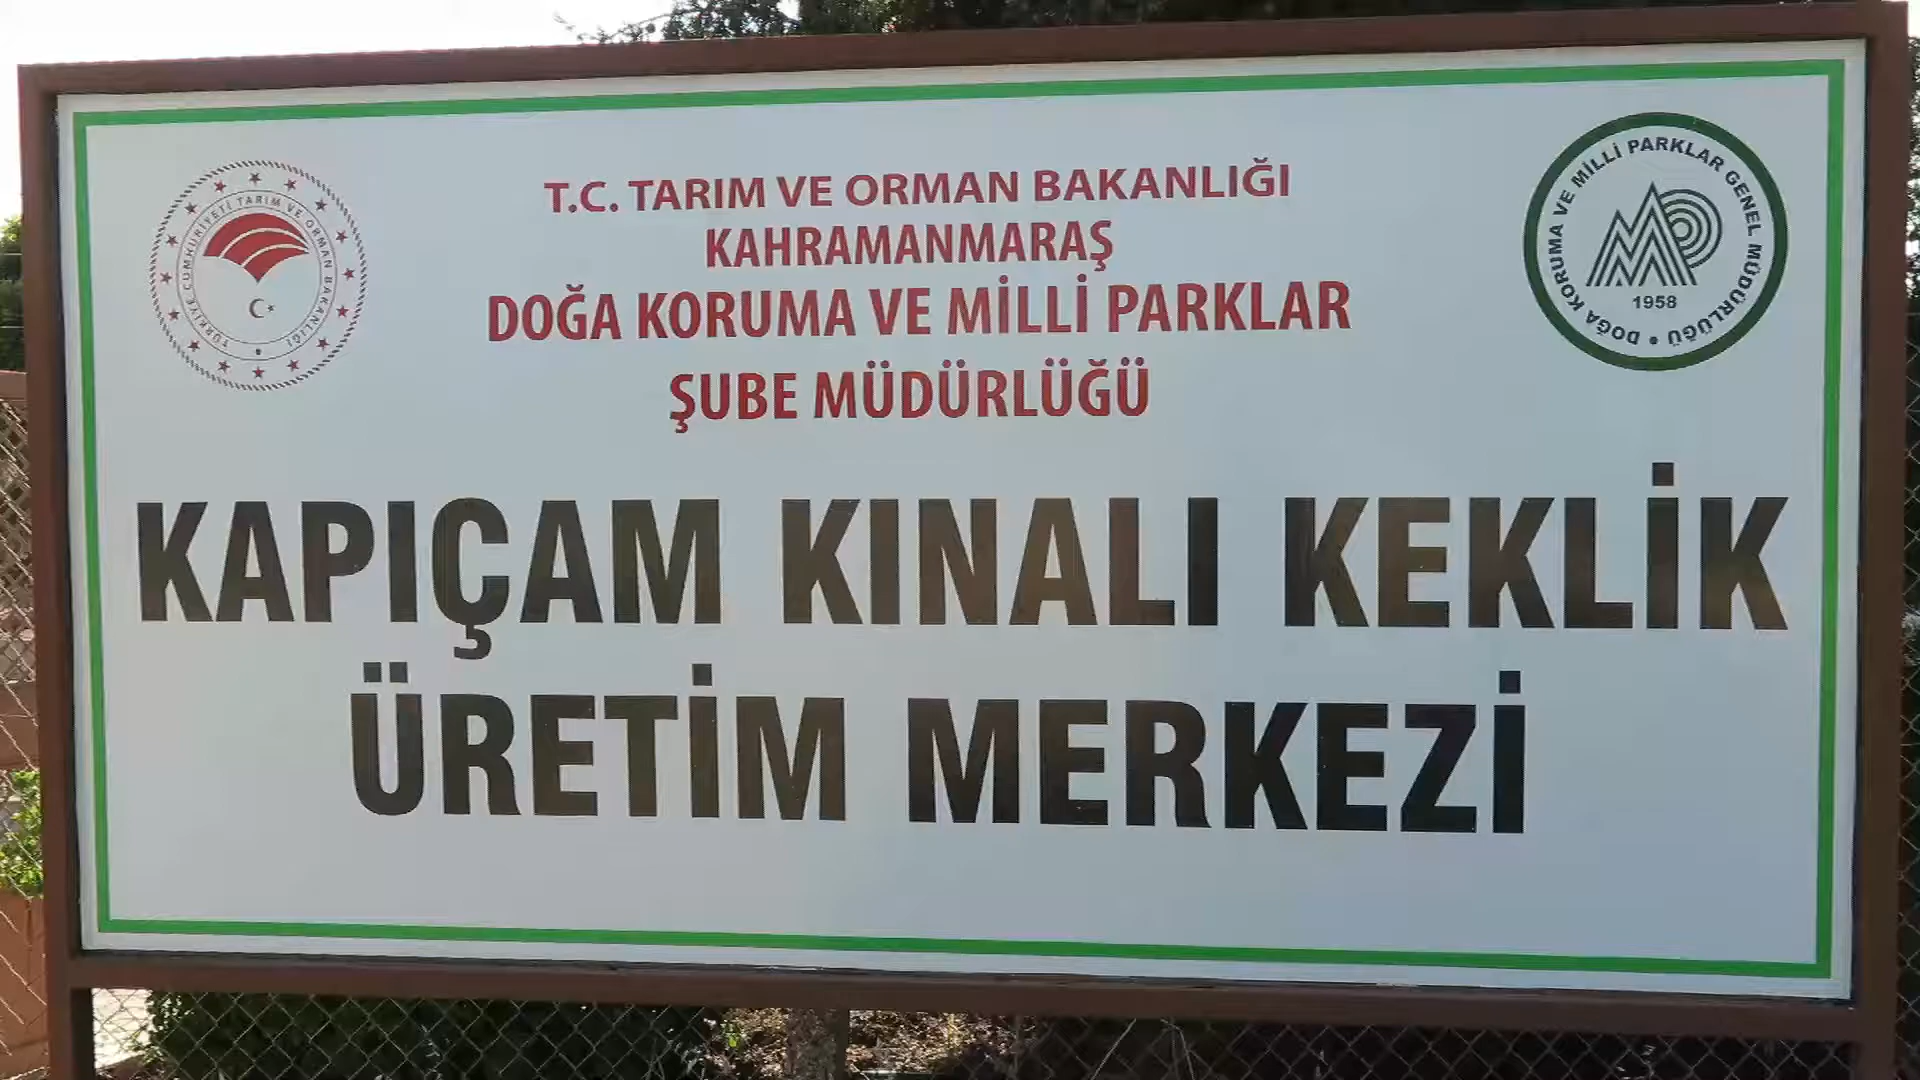 T.C. TARIM VE ORMAN BAKANLIĞI
KAHRAMANMARAŞ
DOĞA KORUMA VE MİLLİ PARKLAR
ŞUBE MÜDÜRLÜĞÜ
TÜRKİYE CUMHURİYETİ TARIM VE ORMAN BAKANLIĞI
DOĞA KORUMA VE MİLLİ PARKLAR GENEL MÜDÜRLÜĞÜ
1958
KAPIÇAM KINALI KEKLİK
ÜRETİM MERKEZİ